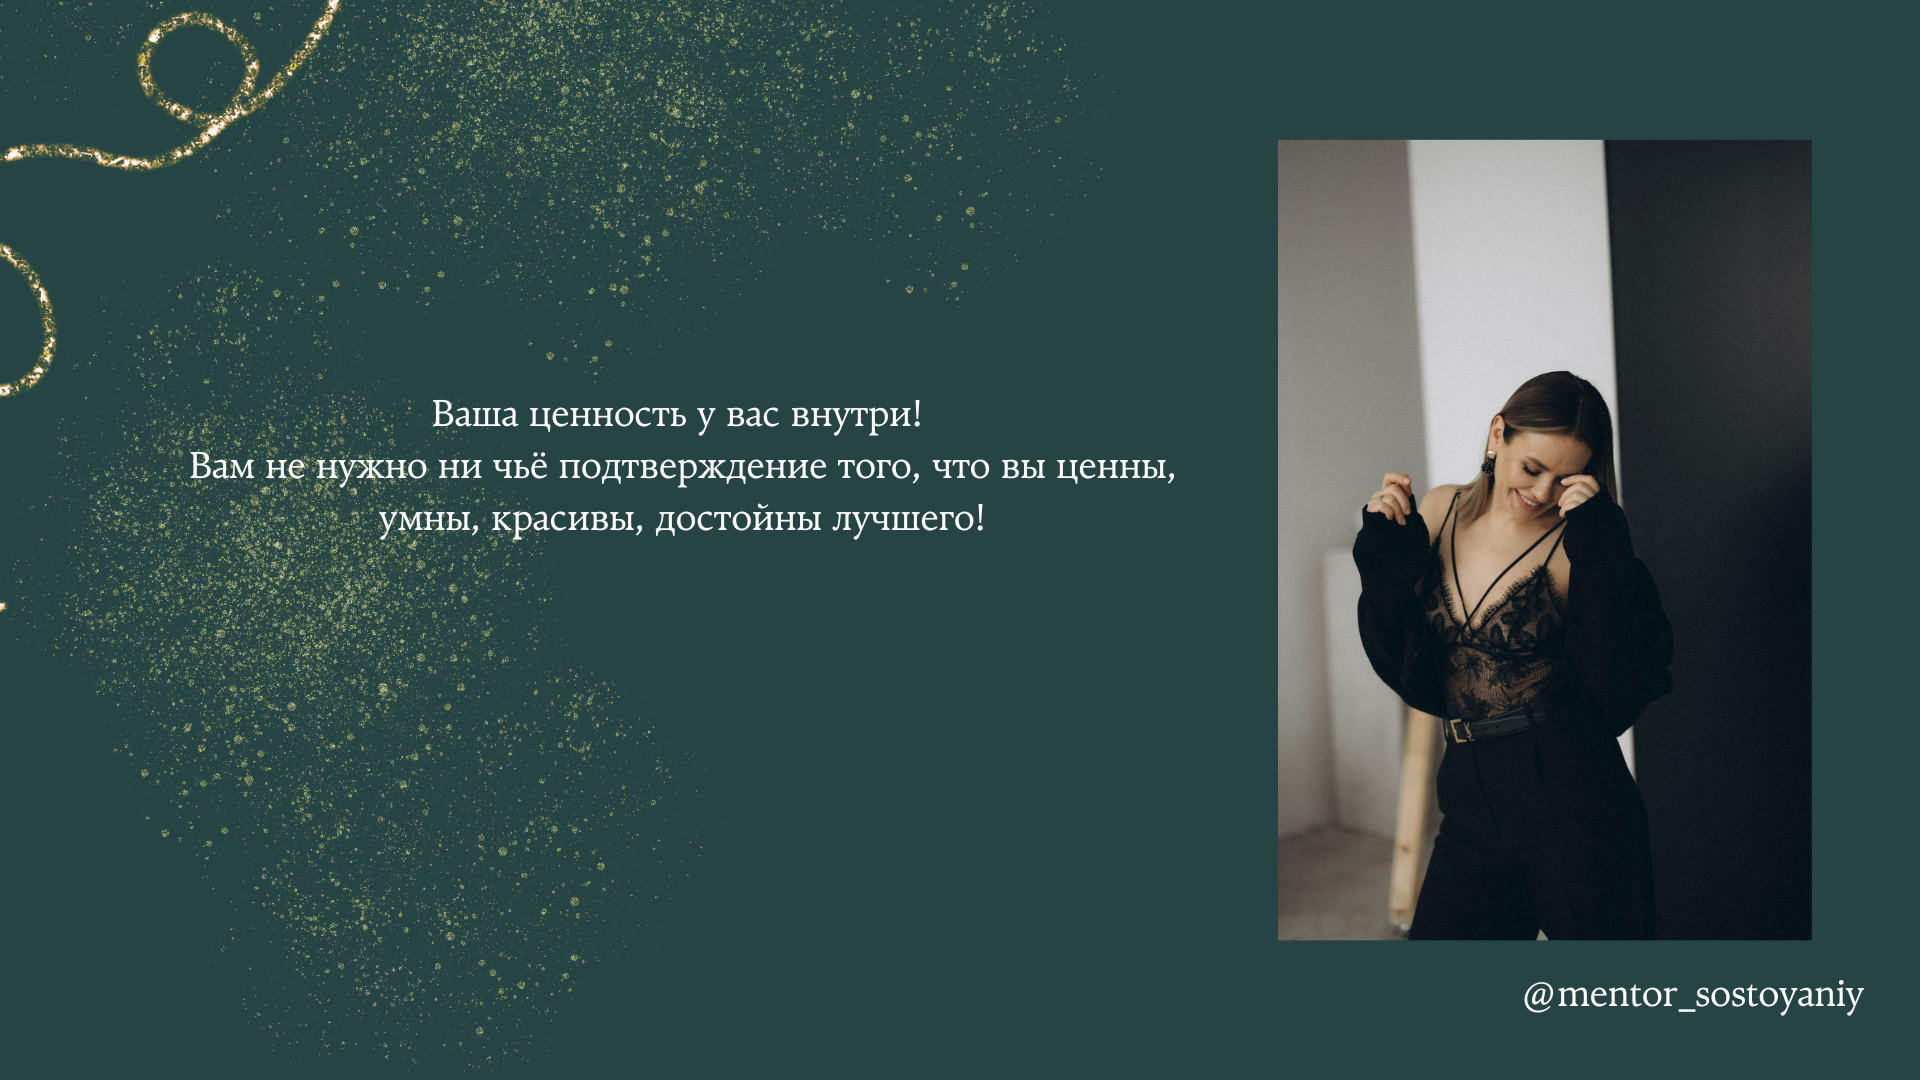 Ваша ценность у вас внутри!
Вам не нужно ни чьё подтверждение того, что вы ценны,
умны, красивы, достойны лучшего!
@mentor_sostoyaniy